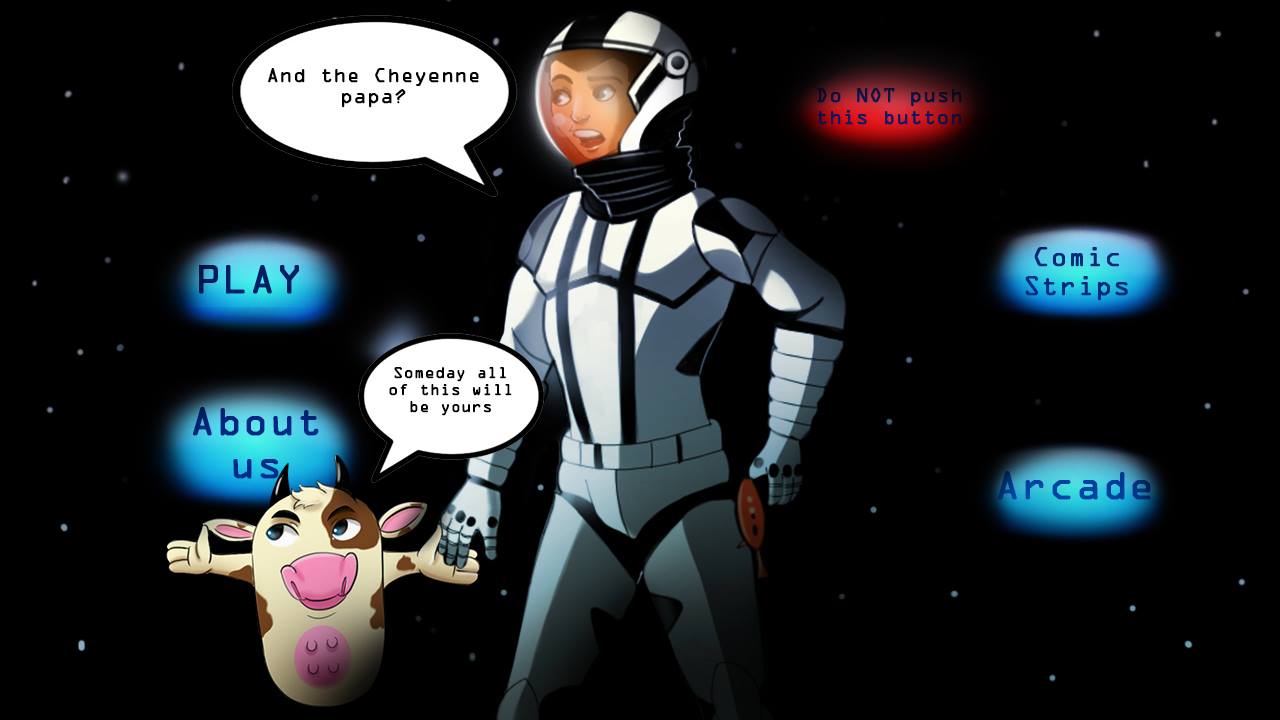 And the Cheyenne
papa?
Do NOT push
this button
PLAY
Comic
Strips
Someday all
of this will
be yours
About
us
Arcade